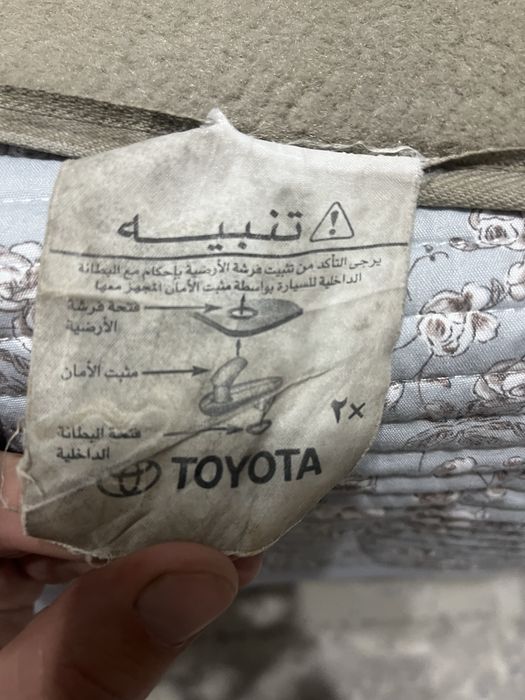 تنبيـــه
يرجى التأكد من تثبيت فرشة الأرضية بإحكام مع البطانة
الداخلية للسيارة بواسطة مثبت الأمان المجهز معها
فتحة فرشة
الأرضية
مثبت الأمان
٢×
فتحة البطانة
الداخلية
TOYOTA